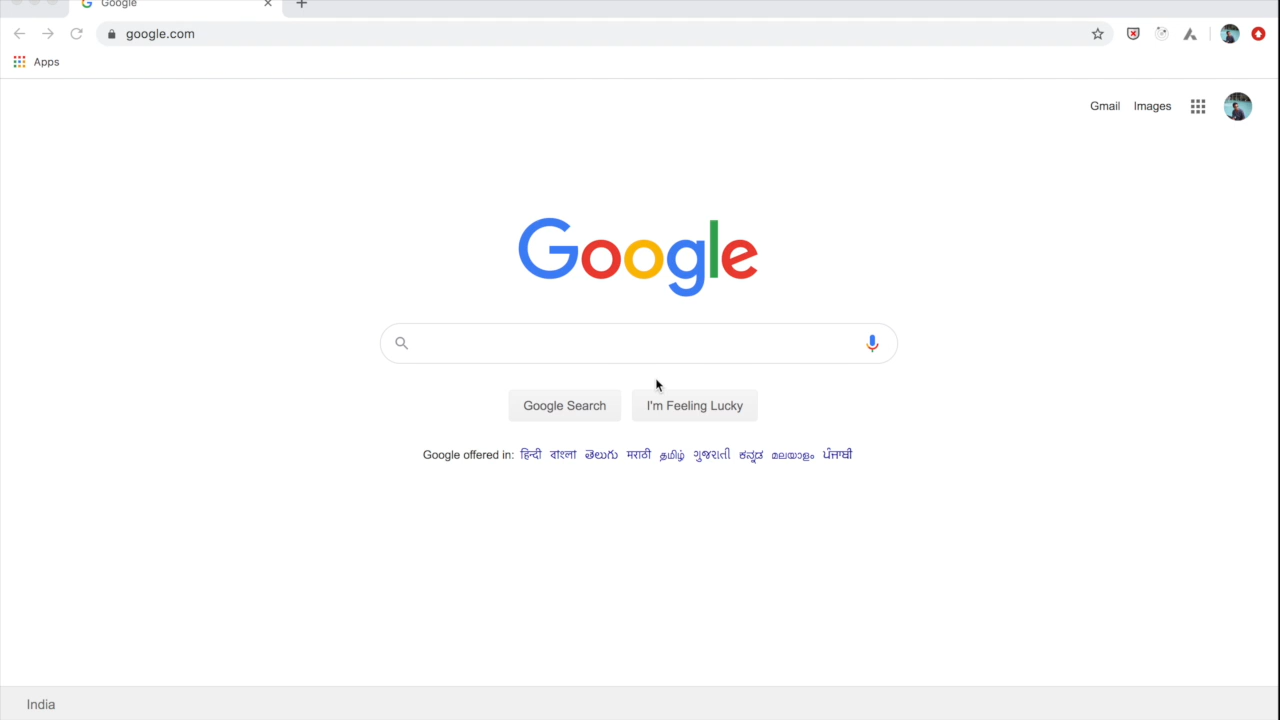 Google
google.com
Apps
Gmail Images
Google
Google Search I'm Feeling Lucky
Google offered in: हिन्दी বাংলা తెలుగు मराठी தமிழ் ગુજરાતી ಕನ್ನಡ മലയാളം ਪੰਜਾਬੀ
India